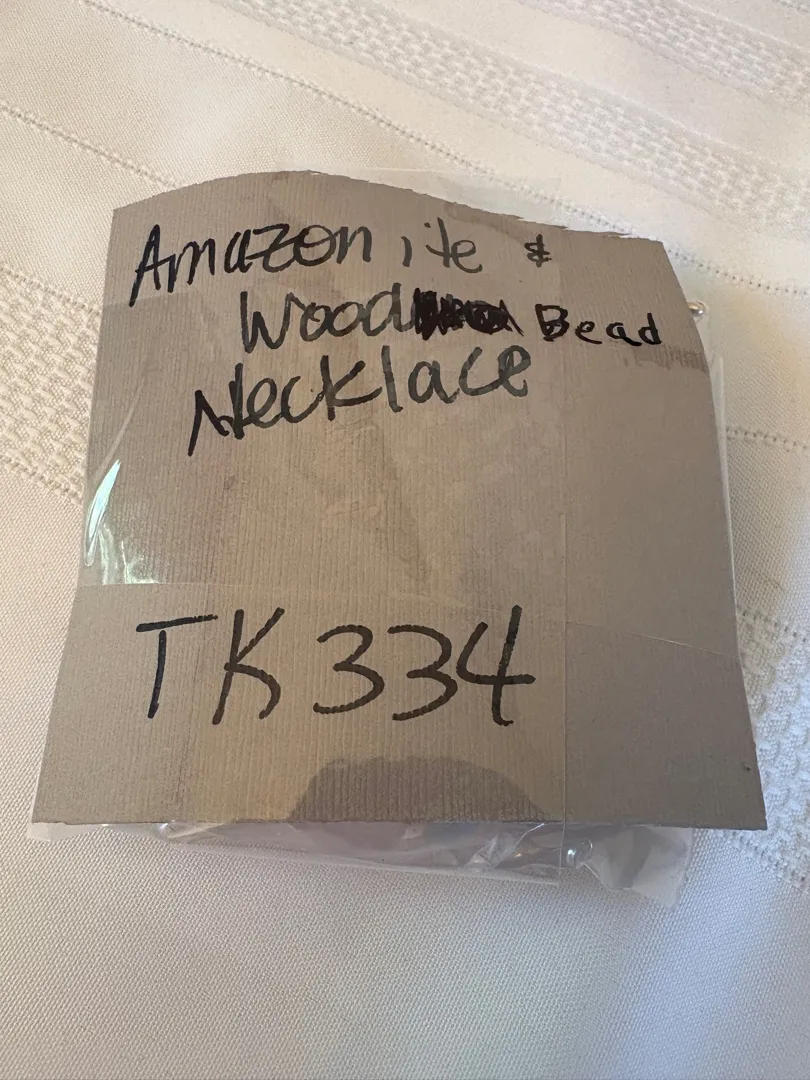 Amazonite &
Wood Bead
Necklace
TK334